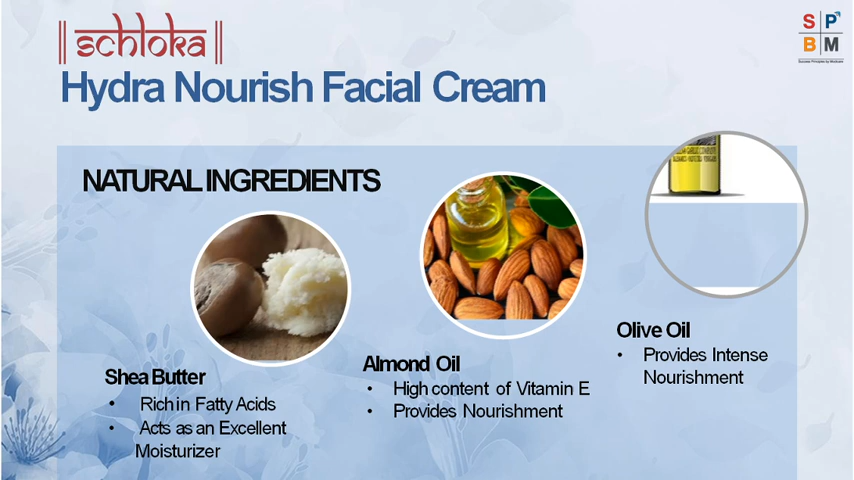 schloka
S P
B M
Hydra Nourish Facial Cream
NATURAL INGREDIENTS
Shea Butter
• Rich in Fatty Acids
• Acts as an Excellent
Moisturizer
Almond Oil
• High content of Vitamin E
• Provides Nourishment
Olive Oil
• Provides Intense
Nourishment